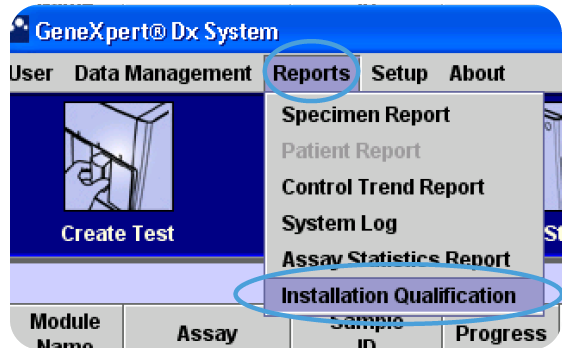 GeneXpert® Dx System
User Data Management Reports Setup About
Specimen Report
Patient Report
Control Trend Report
System Log
Create Test
Assay Statistics Report
Installation Qualification
Module Name
Assay
Sample ID
Progress